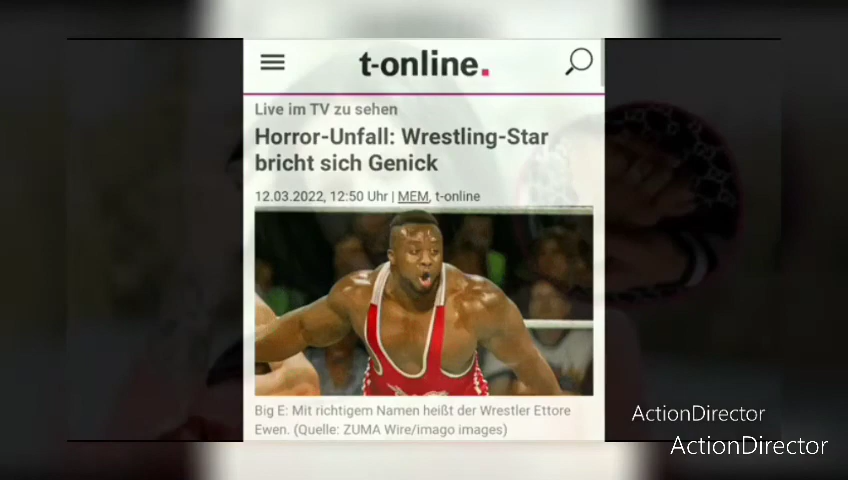 t-online.
Live im TV zu sehen
Horror-Unfall: Wrestling-Star
bricht sich Genick
12.03.2022, 12:50 Uhr | MEM, t-online
Big E: Mit richtigem Namen heißt der Wrestler Ettore
Ewen. (Quelle: ZUMA Wire/imago images)
ActionDirector
ActionDirector